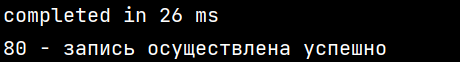 completed in 26 ms
80 - запись осуществлена успешно